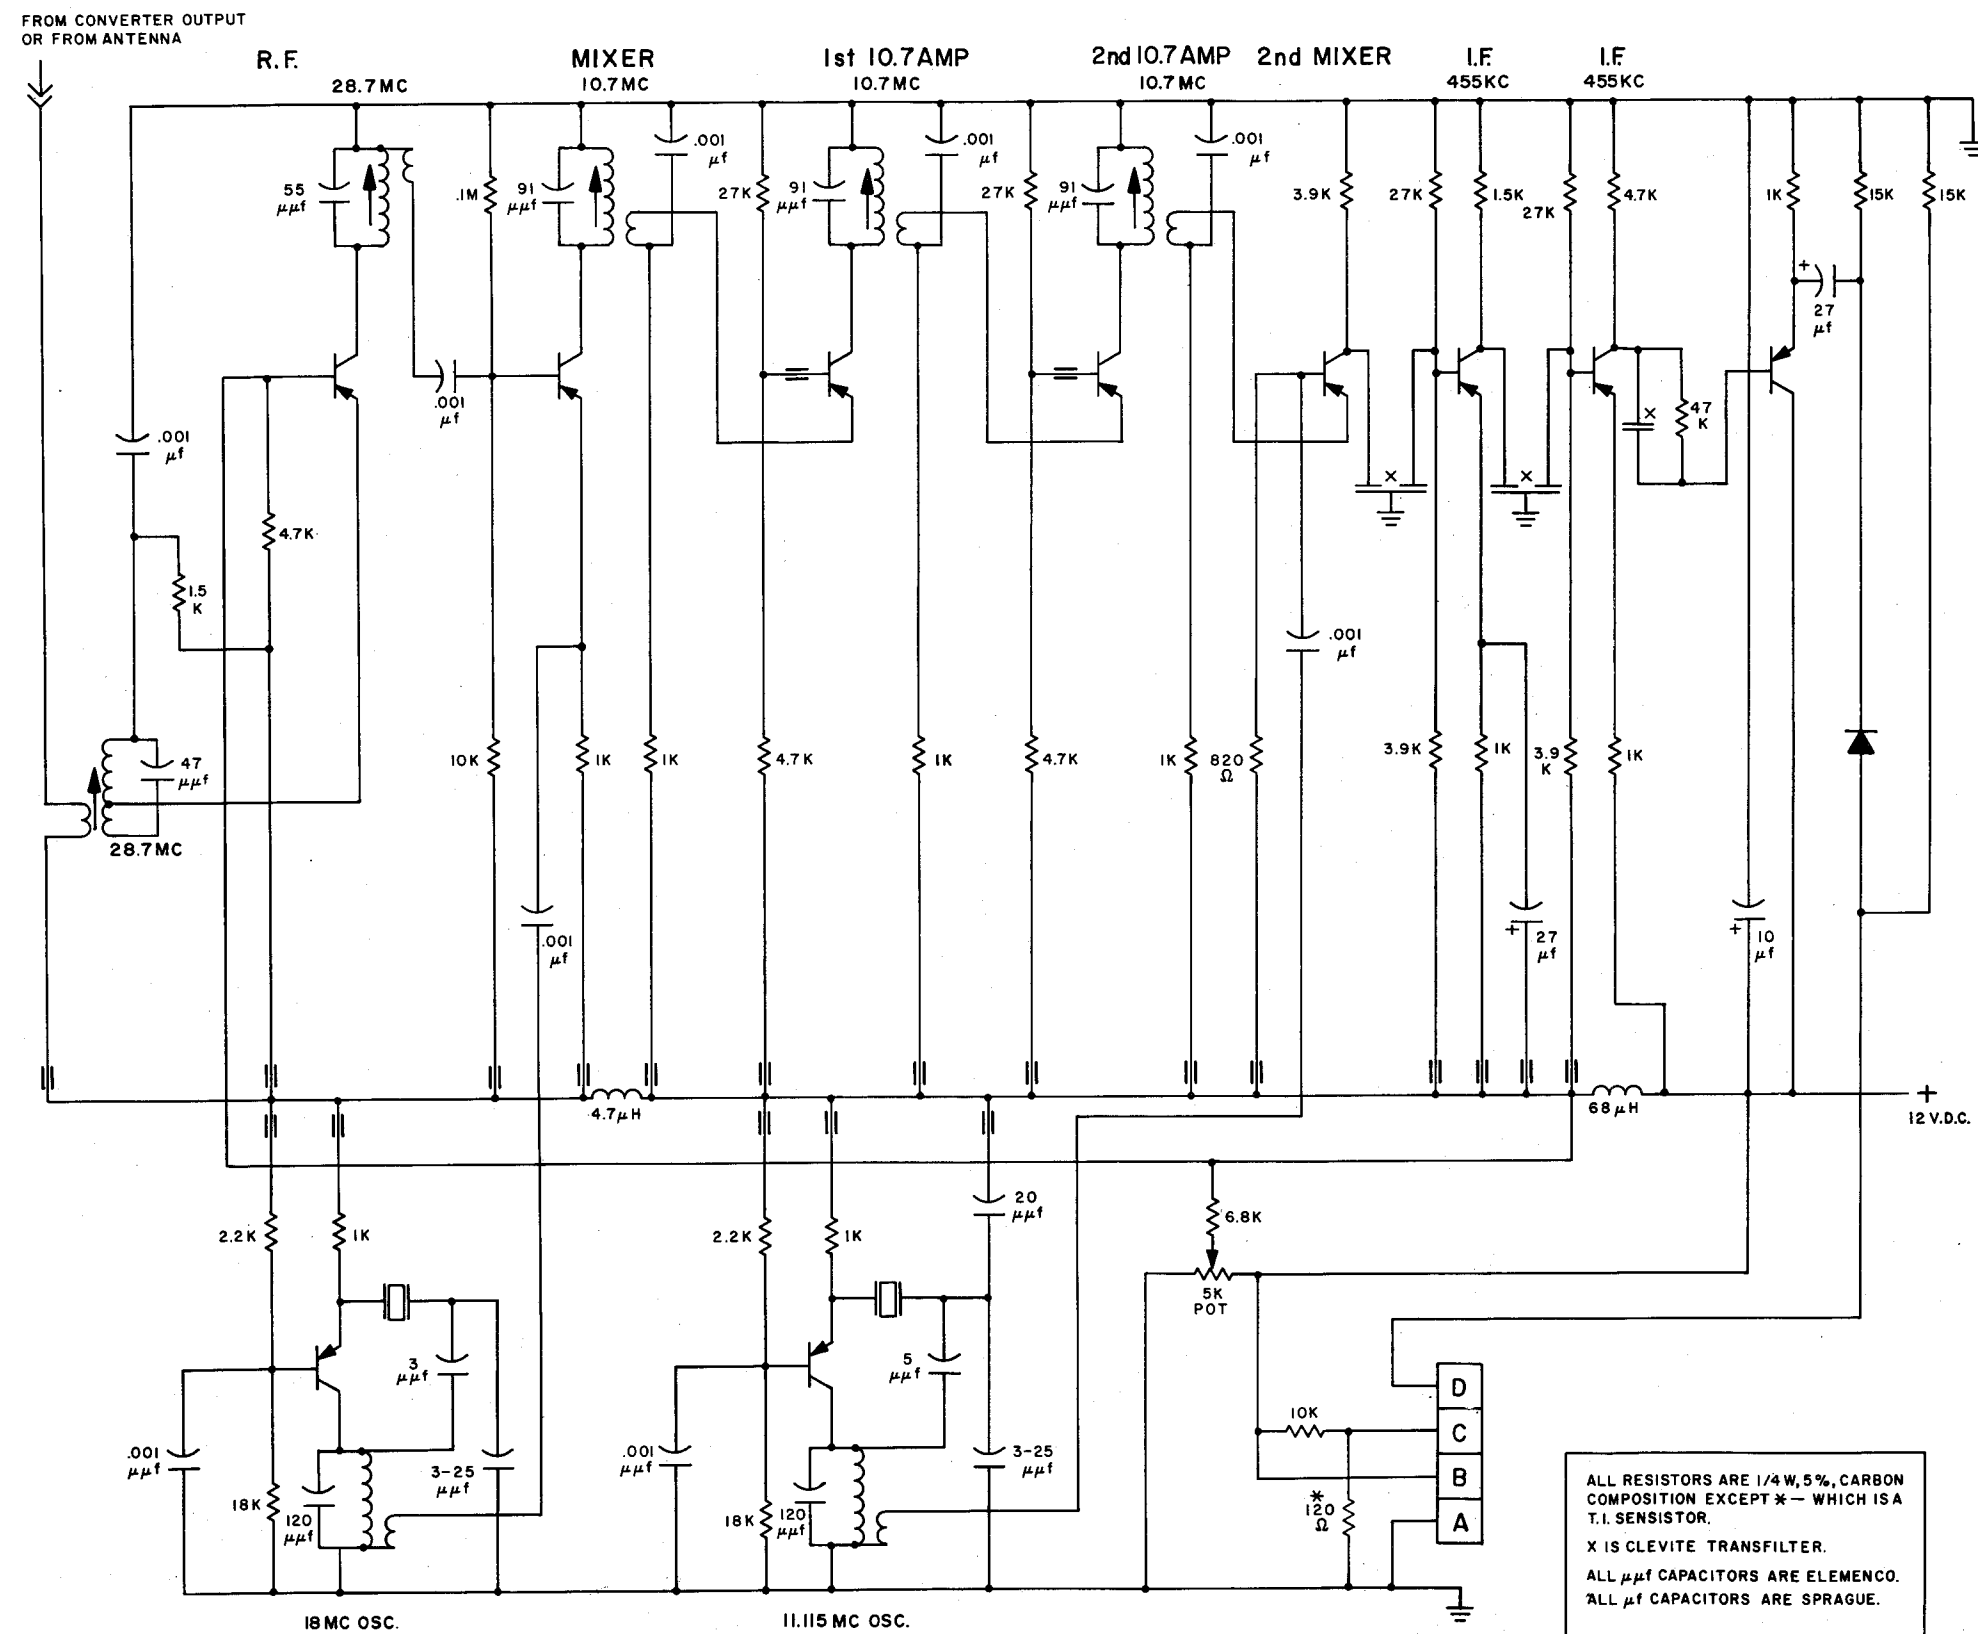 FROM CONVERTER OUTPUT
OR FROM ANTENNA
R.F.
28.7MC
MIXER
10.7MC
1st 10.7AMP
10.7MC
2nd 10.7AMP
10.7MC
2nd MIXER
I.F.
455KC
I.F.
455KC
55
μμf
.1M
91
μμf
.001
μf
27K
91
μμf
.001
μf
27K
91
μμf
.001
μf
3.9K
27K
1.5K
27K
4.7K
1K
15K
15K
+
27
μf
.001
μf
.001
μf
X
47
K
X
X
4.7K
1.5
K
.001
μf
47
μμf
28.7MC
10K
1K
1K
4.7K
1K
4.7K
1K
820
Ω
3.9K
1K
3.9
K
1K
.001
μf
+
27
μf
+
10
μf
4.7μH
68μH
+
12 V.D.C.
2.2K
1K
2.2K
1K
20
μμf
6.8K
5K
POT
3
μμf
5
μμf
.001
μμf
18K
120
μμf
3-25
μμf
.001
μμf
18K
120
μμf
3-25
μμf
10K
*
120
Ω
D
C
B
A
18MC OSC.
11.115MC OSC.
ALL RESISTORS ARE 1/4W, 5%, CARBON
COMPOSITION EXCEPT * — WHICH IS A
T.I. SENSISTOR.
X IS CLEVITE TRANSFILTER.
ALL μμf CAPACITORS ARE ELEMENCO.
ALL μf CAPACITORS ARE SPRAGUE.